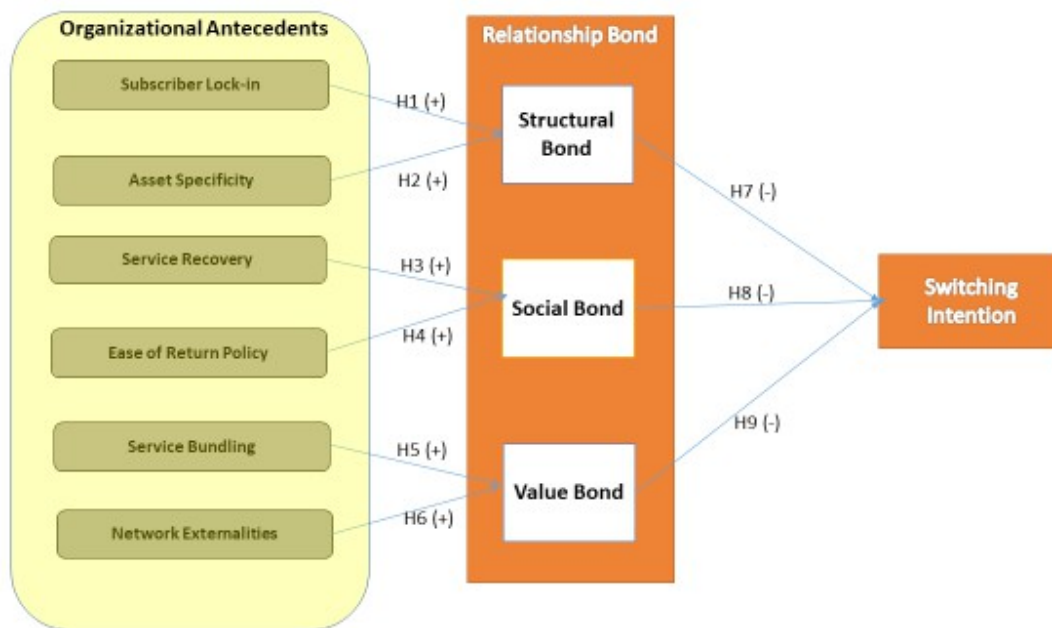 Organizational Antecedents
Subscriber Lock-in
Asset Specificity
Service Recovery
Ease of Return Policy
Service Bundling
Network Externalities
H1 (+)
H2 (+)
H3 (+)
H4 (+)
H5 (+)
H6 (+)
Relationship Bond
Structural
Bond
Social Bond
Value Bond
H7 (-)
H8 (-)
H9 (-)
Switching
Intention